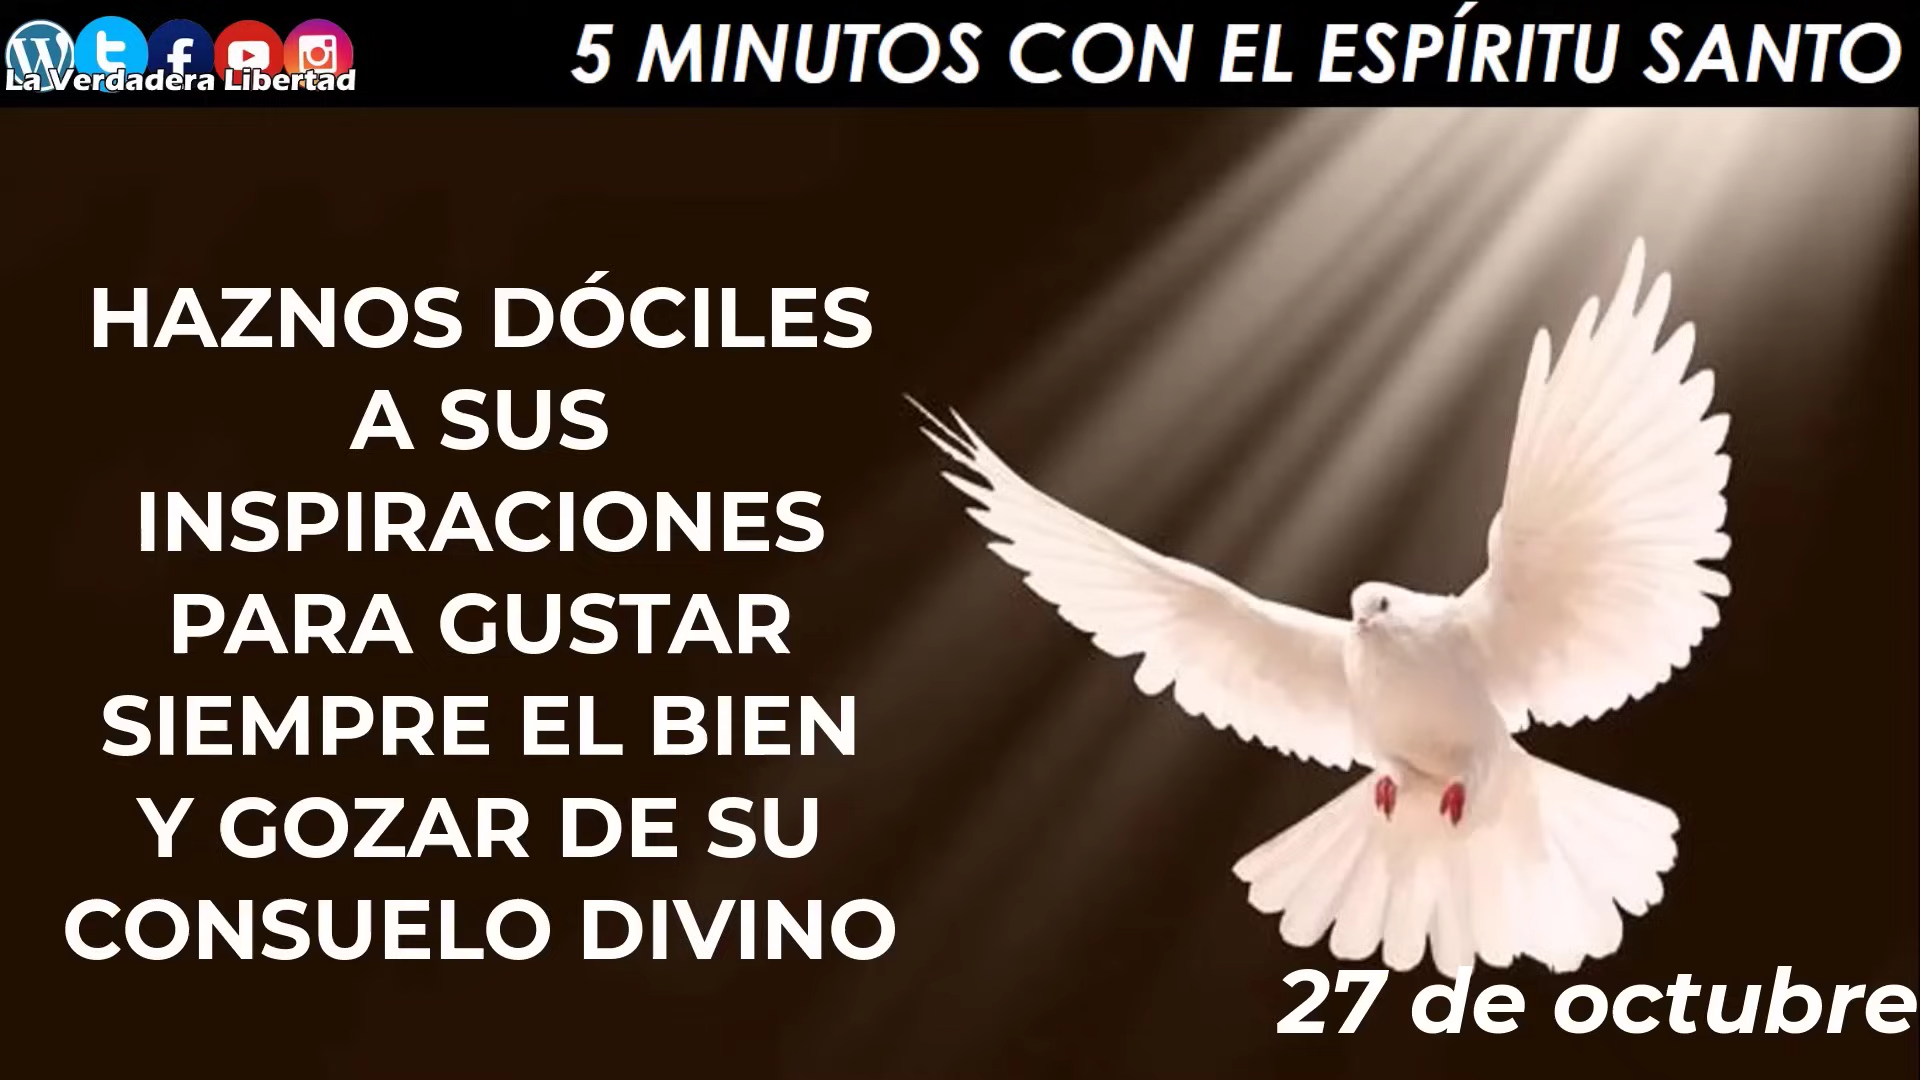 La Verdadera Libertad
5 MINUTOS CON EL ESPÍRITU SANTO
HAZNOS DÓCILES
A SUS
INSPIRACIONES
PARA GUSTAR
SIEMPRE EL BIEN
Y GOZAR DE SU
CONSUELO DIVINO
27 de octubre